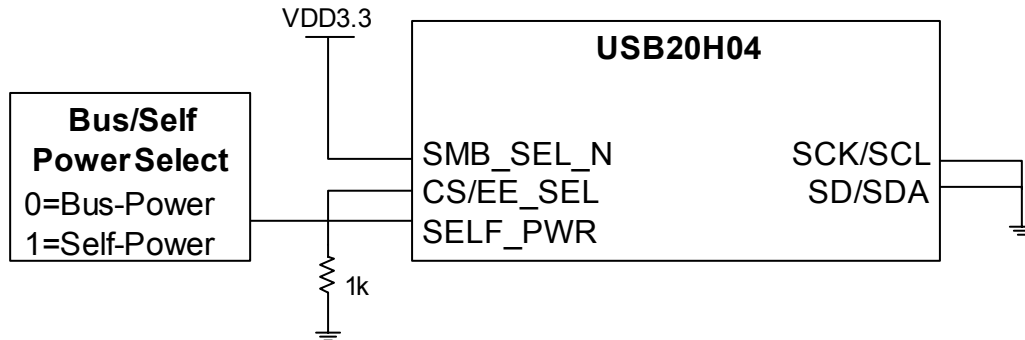 VDD3.3
USB20H04
Bus/Self
Power Select
0=Bus-Power
1=Self-Power
SMB_SEL_N
CS/EE_SEL
SELF_PWR
SCK/SCL
SD/SDA
1k